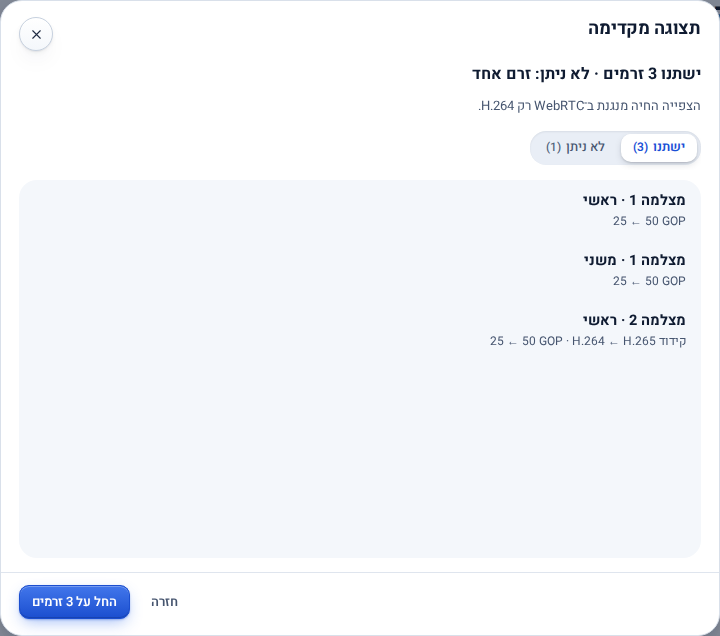 תצוגה מקדימה
ישתנו 3 זרמים · לא ניתן: זרם אחד
הצפייה החיה מנגנת ב־WebRTC רק H.264.
ישתנו (3)
לא ניתן (1)
מצלמה 1 · ראשי
GOP 50 ← 25
מצלמה 1 · משני
GOP 50 ← 25
מצלמה 2 · ראשי
קידוד H.265 ← H.264 · GOP 50 ← 25
חזרה
החל על 3 זרמים